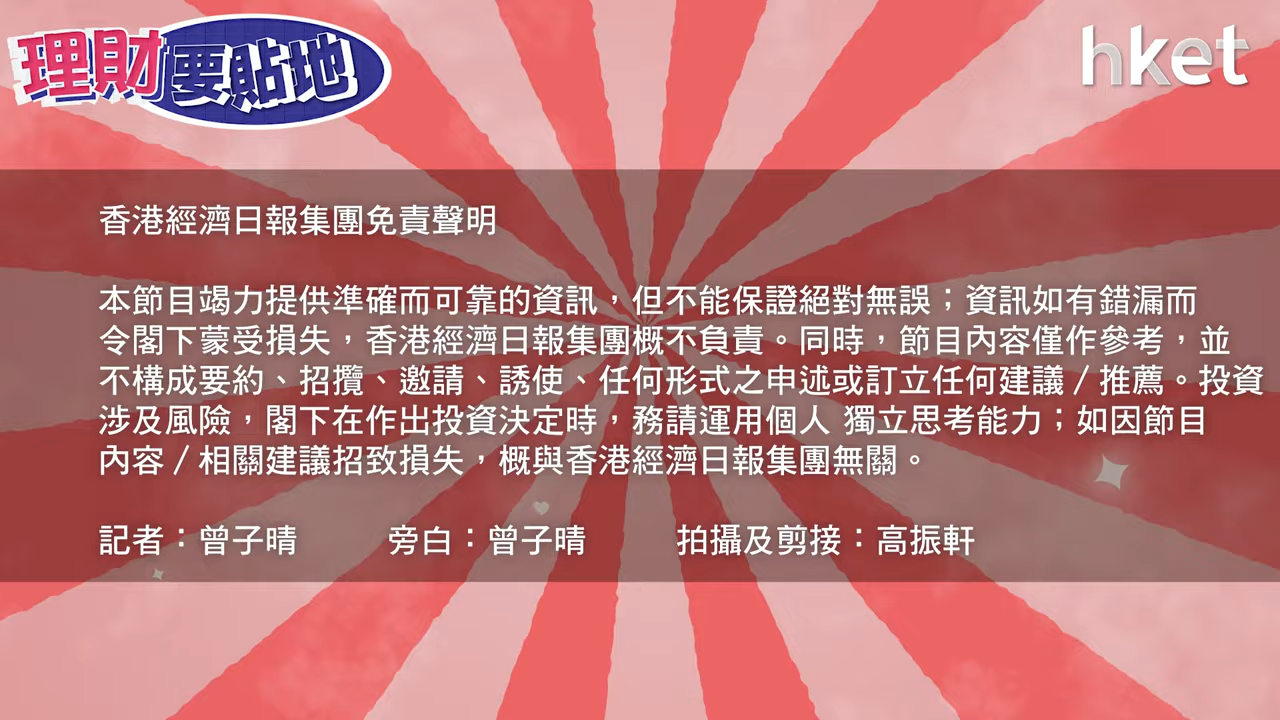 理財要貼地
hket
香港經濟日報集團免責聲明
本節目竭力提供準確而可靠的資訊，但不能保證絕對無誤；資訊如有錯漏而
令閣下蒙受損失，香港經濟日報集團概不負責。同時，節目內容僅作參考，並
不構成要約、招攬、邀請、誘使、任何形式之申述或訂立任何建議／推薦。投資
涉及風險，閣下在作出投資決定時，務請運用個人 獨立思考能力；如因節目
內容／相關建議招致損失，概與香港經濟日報集團無關。
記者：曾子晴 旁白：曾子晴 拍攝及剪接：高振軒